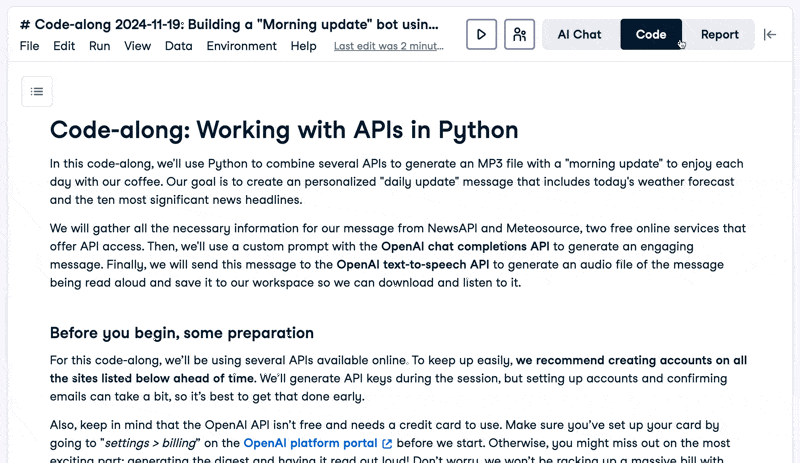 # Code-along 2024-11-19: Building a "Morning update" bot usin...
File Edit Run View Data Environment Help Last edit was 2 minut...
AI Chat Code Report
Code-along: Working with APIs in Python
In this code-along, we'll use Python to combine several APIs to generate an MP3 file with a "morning update" to enjoy each
day with our coffee. Our goal is to create an personalized "daily update" message that includes today's weather forecast
and the ten most significant news headlines.
We will gather all the necessary information for our message from NewsAPI and Meteosource, two free online services that
offer API access. Then, we'll use a custom prompt with the OpenAI chat completions API to generate an engaging
message. Finally, we will send this message to the OpenAI text-to-speech API to generate an audio file of the message
being read aloud and save it to our workspace so we can download and listen to it.
Before you begin, some preparation
For this code-along, we'll be using several APIs available online. To keep up easily, we recommend creating accounts on all
the sites listed below ahead of time. We'll generate API keys during the session, but setting up accounts and confirming
emails can take a bit, so it's best to get that done early.
Also, keep in mind that the OpenAI API isn't free and needs a credit card to use. Make sure you've set up your card by
going to "settings > billing" on the OpenAI platform portal before we start. Otherwise, you might miss out on the most
exciting part: generating the digest and having it read out loud! Don't worry, we won't be racking up a massive bill with